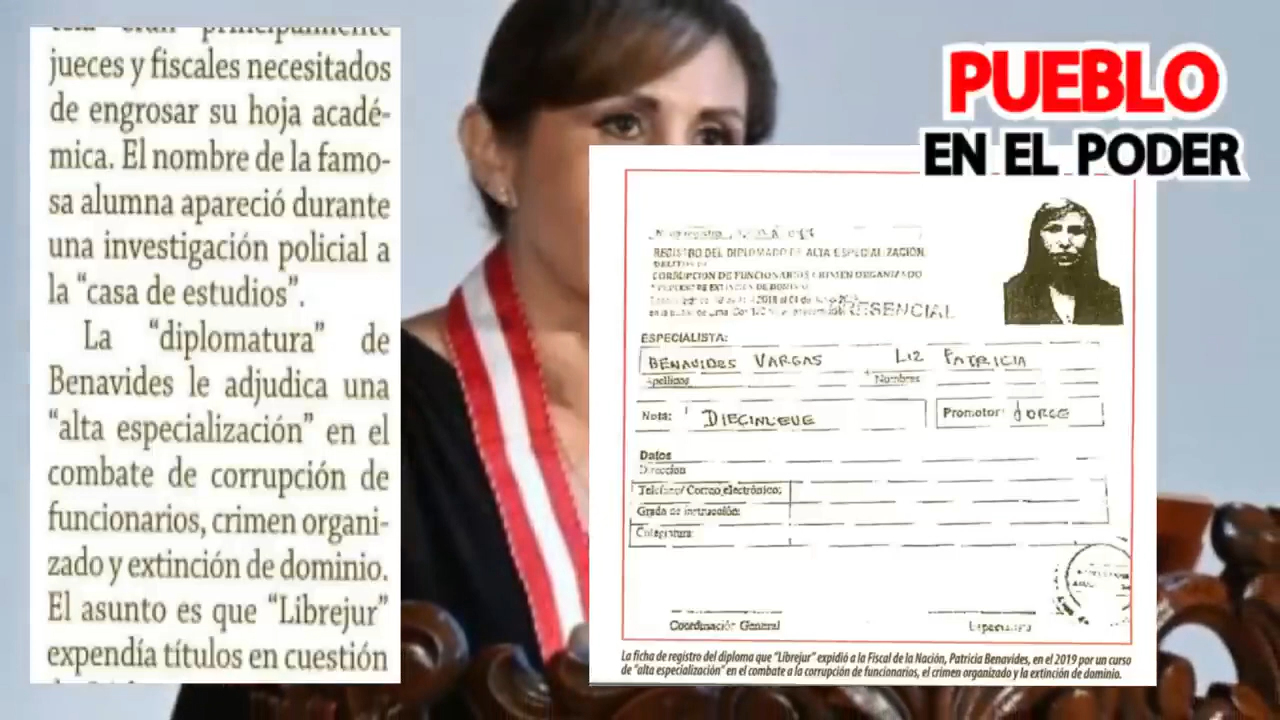 jueces y fiscales necesitados
de engrosar su hoja acadé-
mica. El nombre de la famo-
sa alumna apareció durante
una investigación policial a
la “casa de estudios”.
La “diplomatura” de
Benavides le adjudica una
“alta especialización” en el
combate de corrupción de
funcionarios, crimen organi-
zado y extinción de dominio.
El asunto es que “Librejur”
expendía títulos en cuestión
PUEBLO
EN EL PODER
REGISTRO DEL DIPLOMADO DE ALTA ESPECIALIZACIÓN
CORRUPCION DE FUNCIONARIOS CRIMEN ORGANIZADO
PRESENCIAL
ESPECIALISTA:
BENAVIDES VARGAS LIZ PATRICIA
Apellidos Nombres
Nota: DIECINUEVE Promotor: JORGE
Datos
Dirección
Teléfono/ Correo electrónico:
Grado de instrucción:
Colegiatura:
Coordinación General Especialista
La ficha de registro del diploma que “Librejur” expidió a la Fiscal de la Nación, Patricia Benavides, en el 2019 por un curso
de “alta especialización” en el combate a la corrupción de funcionarios, el crimen organizado y la extinción de dominio.